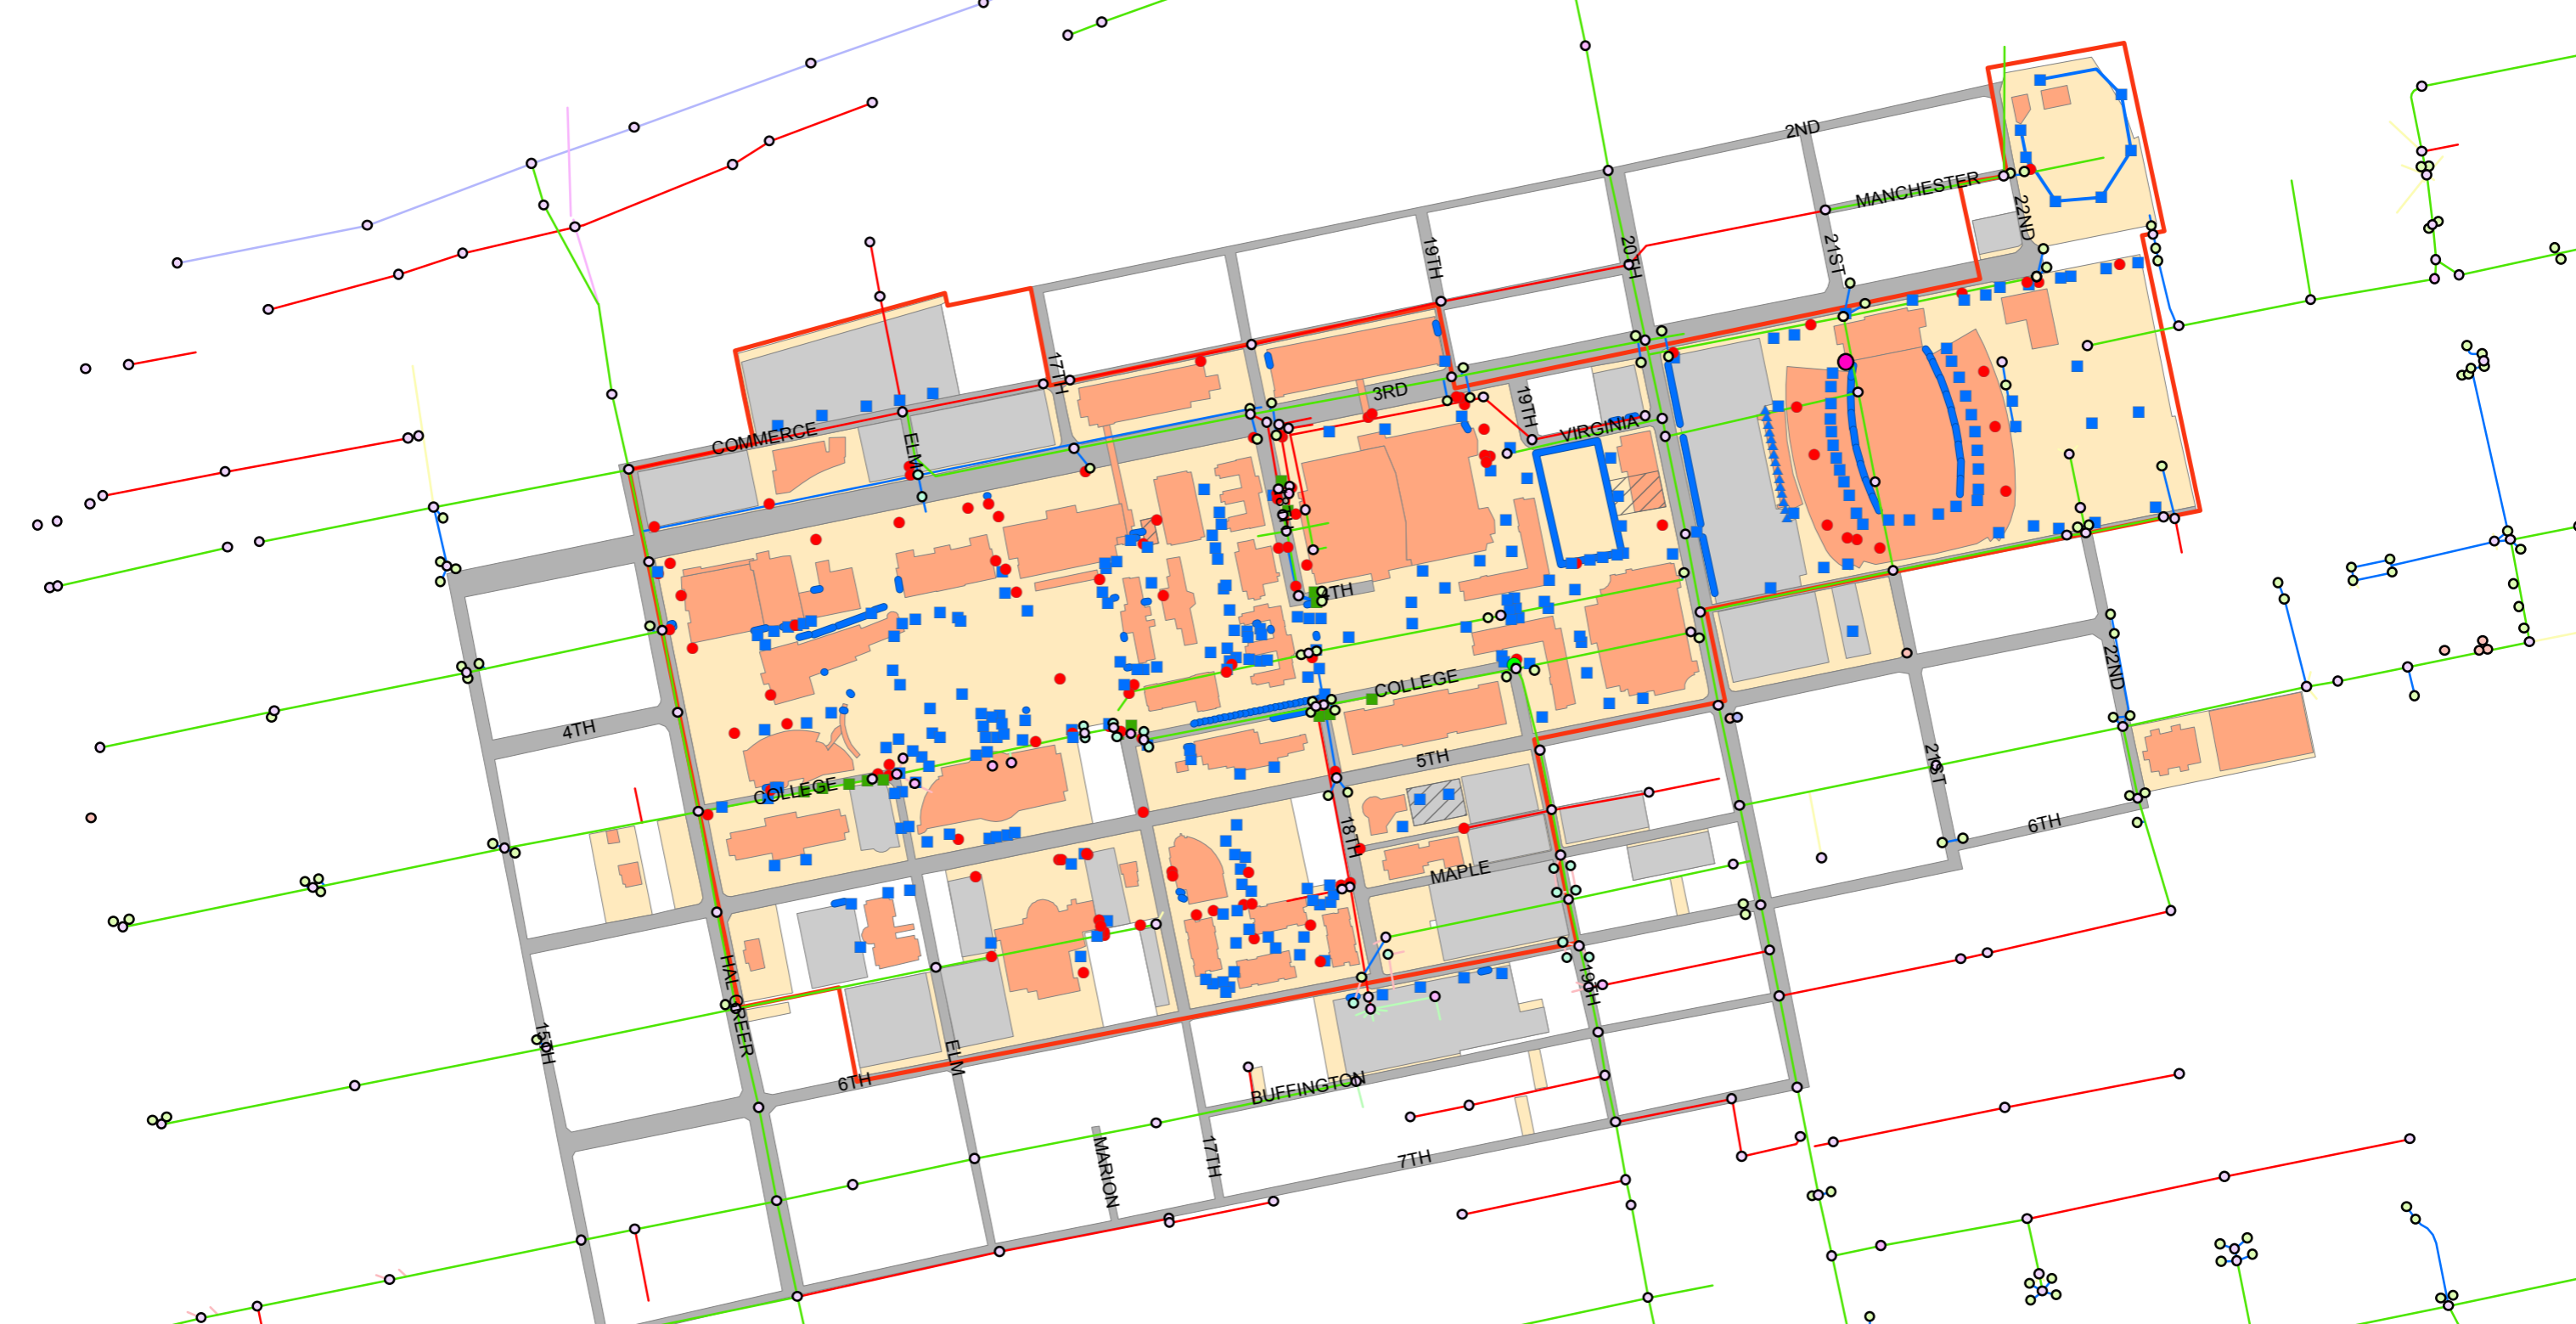 2ND
MANCHESTER
22ND
19TH
20TH
21ST
17TH
3RD
19TH
VIRGINIA
COMMERCE
ELM
4TH
22ND
COLLEGE
4TH
21ST
5TH
COLLEGE
18TH
6TH
MAPLE
HAL
GREER
19TH
15TH
ELM
6TH
BUFFINGTON
MARION
17TH
7TH